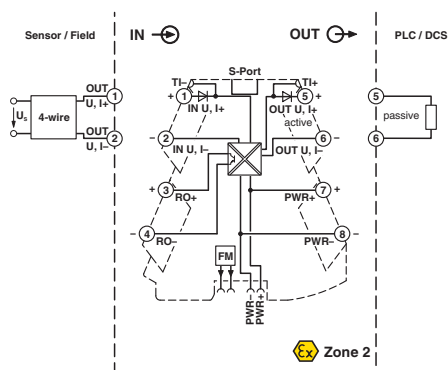 Sensor / Field
IN
OUT
PLC / DCS
S-Port
TI–
TI+
OUT
U, I+
1
+ 1
5 +
5
IN U, I+
OUT U, I+
active
Us
4-wire
passive
OUT
U, I–
2
– 2
6 –
6
IN U, I–
OUT U, I–
+ 3
7 +
RO+
PWR+
– 4
8 –
RO–
PWR–
FM
PWR–
PWR+
Ex Zone 2